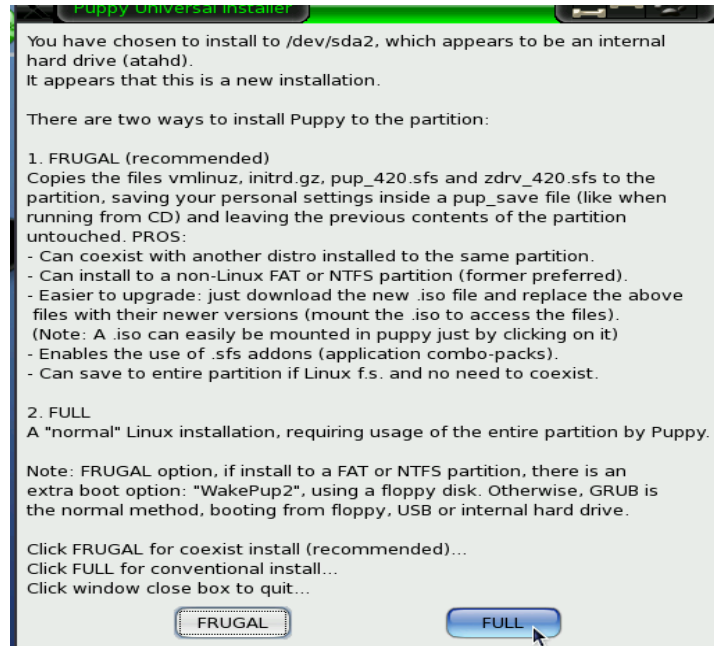 Puppy Universal Installer
You have chosen to install to /dev/sda2, which appears to be an internal
hard drive (atahd).
It appears that this is a new installation.
There are two ways to install Puppy to the partition:
1. FRUGAL (recommended)
Copies the files vmlinuz, initrd.gz, pup_420.sfs and zdrv_420.sfs to the
partition, saving your personal settings inside a pup_save file (like when
running from CD) and leaving the previous contents of the partition
untouched. PROS:
- Can coexist with another distro installed to the same partition.
- Can install to a non-Linux FAT or NTFS partition (former preferred).
- Easier to upgrade: just download the new .iso file and replace the above
files with their newer versions (mount the .iso to access the files).
(Note: A .iso can easily be mounted in puppy just by clicking on it)
- Enables the use of .sfs addons (application combo-packs).
- Can save to entire partition if Linux f.s. and no need to coexist.
2. FULL
A "normal" Linux installation, requiring usage of the entire partition by Puppy.
Note: FRUGAL option, if install to a FAT or NTFS partition, there is an
extra boot option: "WakePup2", using a floppy disk. Otherwise, GRUB is
the normal method, booting from floppy, USB or internal hard drive.
Click FRUGAL for coexist install (recommended)...
Click FULL for conventional install...
Click window close box to quit...
FRUGAL
FULL